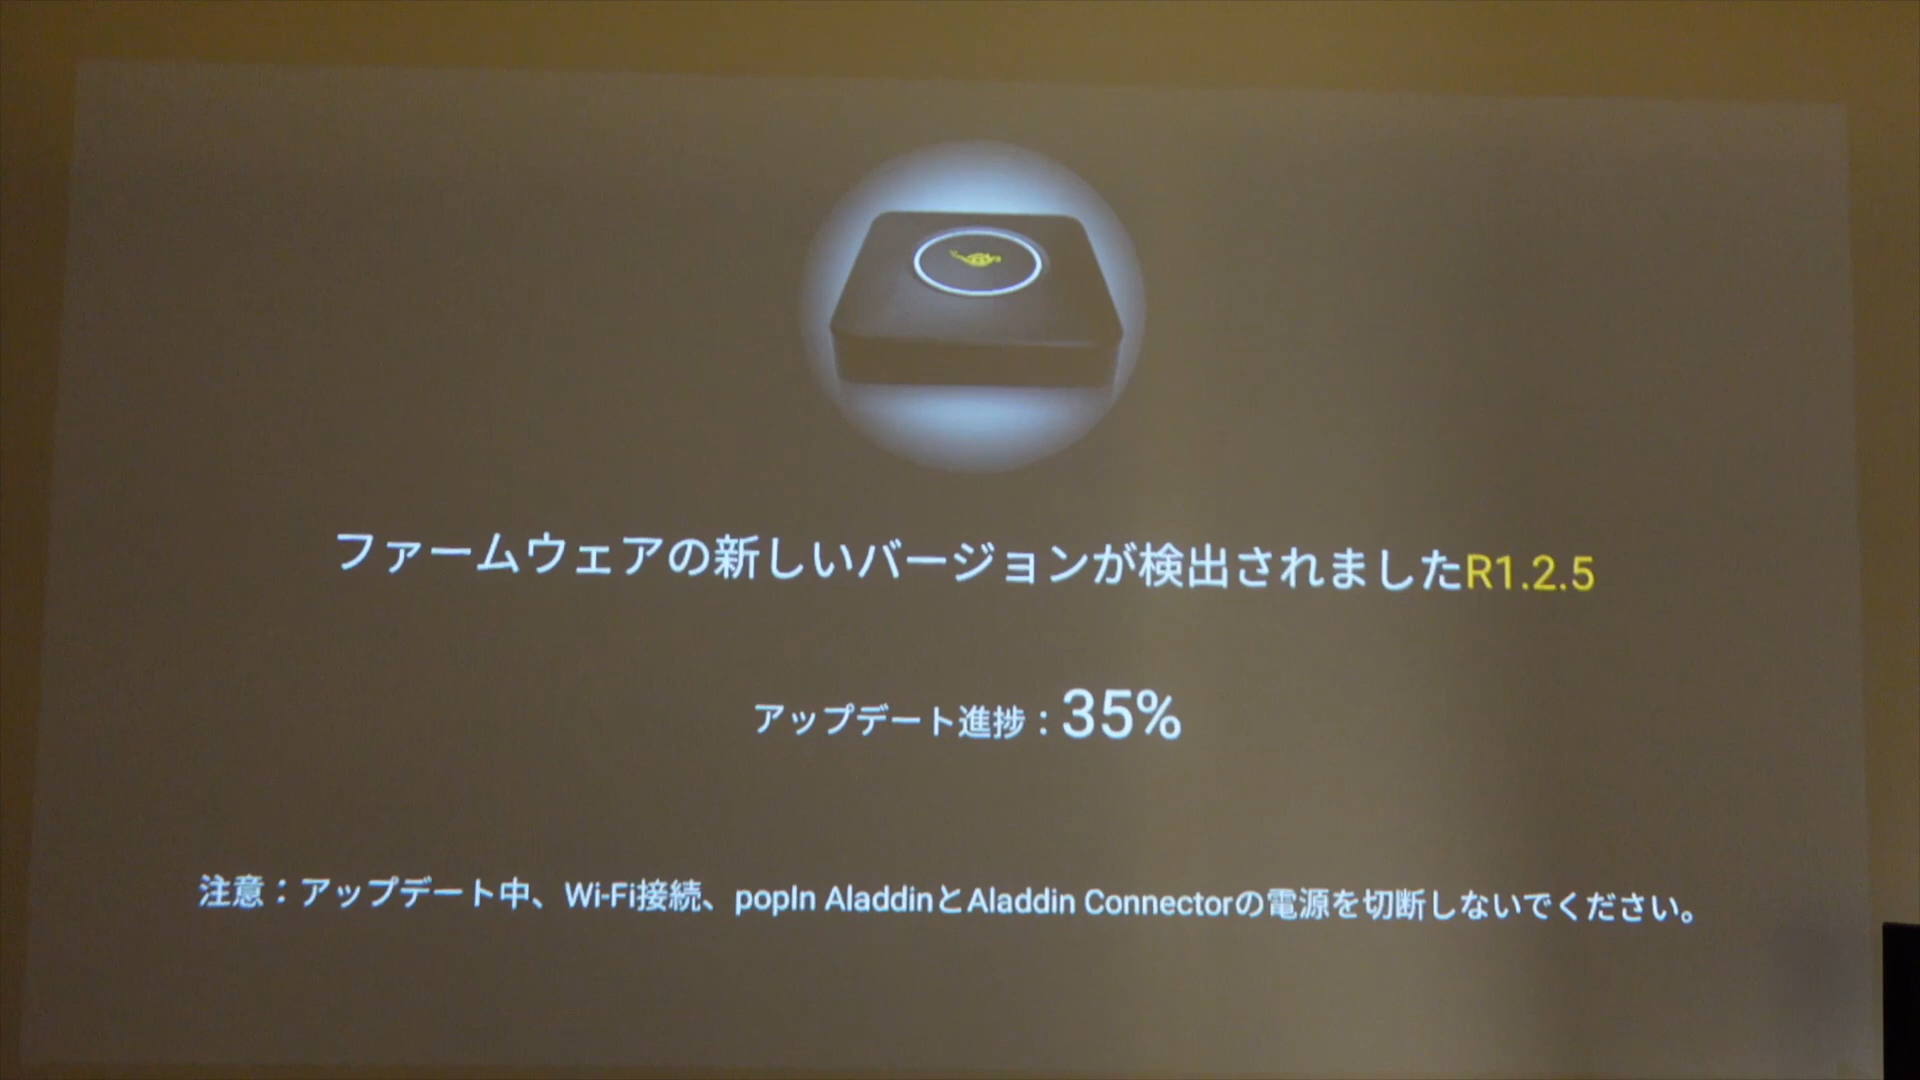 ファームウェアの新しいバージョンが検出されましたR1.2.5
アップデート進捗：35%
注意：アップデート中、Wi-Fi接続、popIn AladdinとAladdin Connectorの電源を切断しないでください。